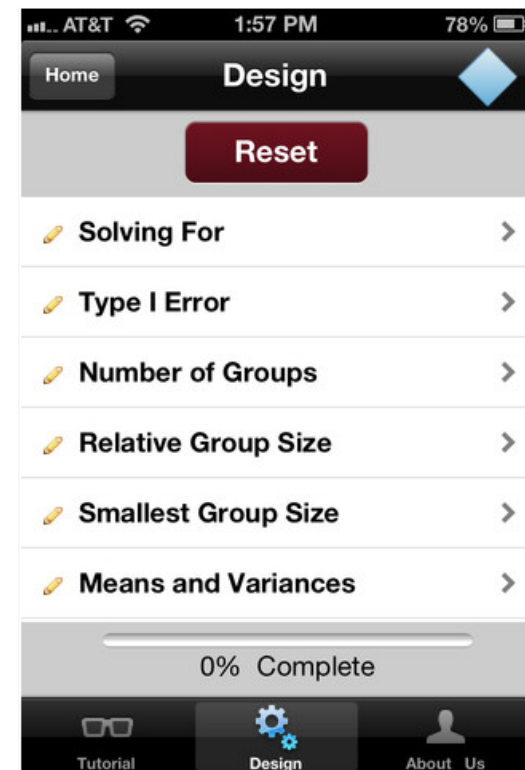 AT&T 1:57 PM 78%
Home Design
Reset
Solving For
Type I Error
Number of Groups
Relative Group Size
Smallest Group Size
Means and Variances
0% Complete
Tutorial Design About Us